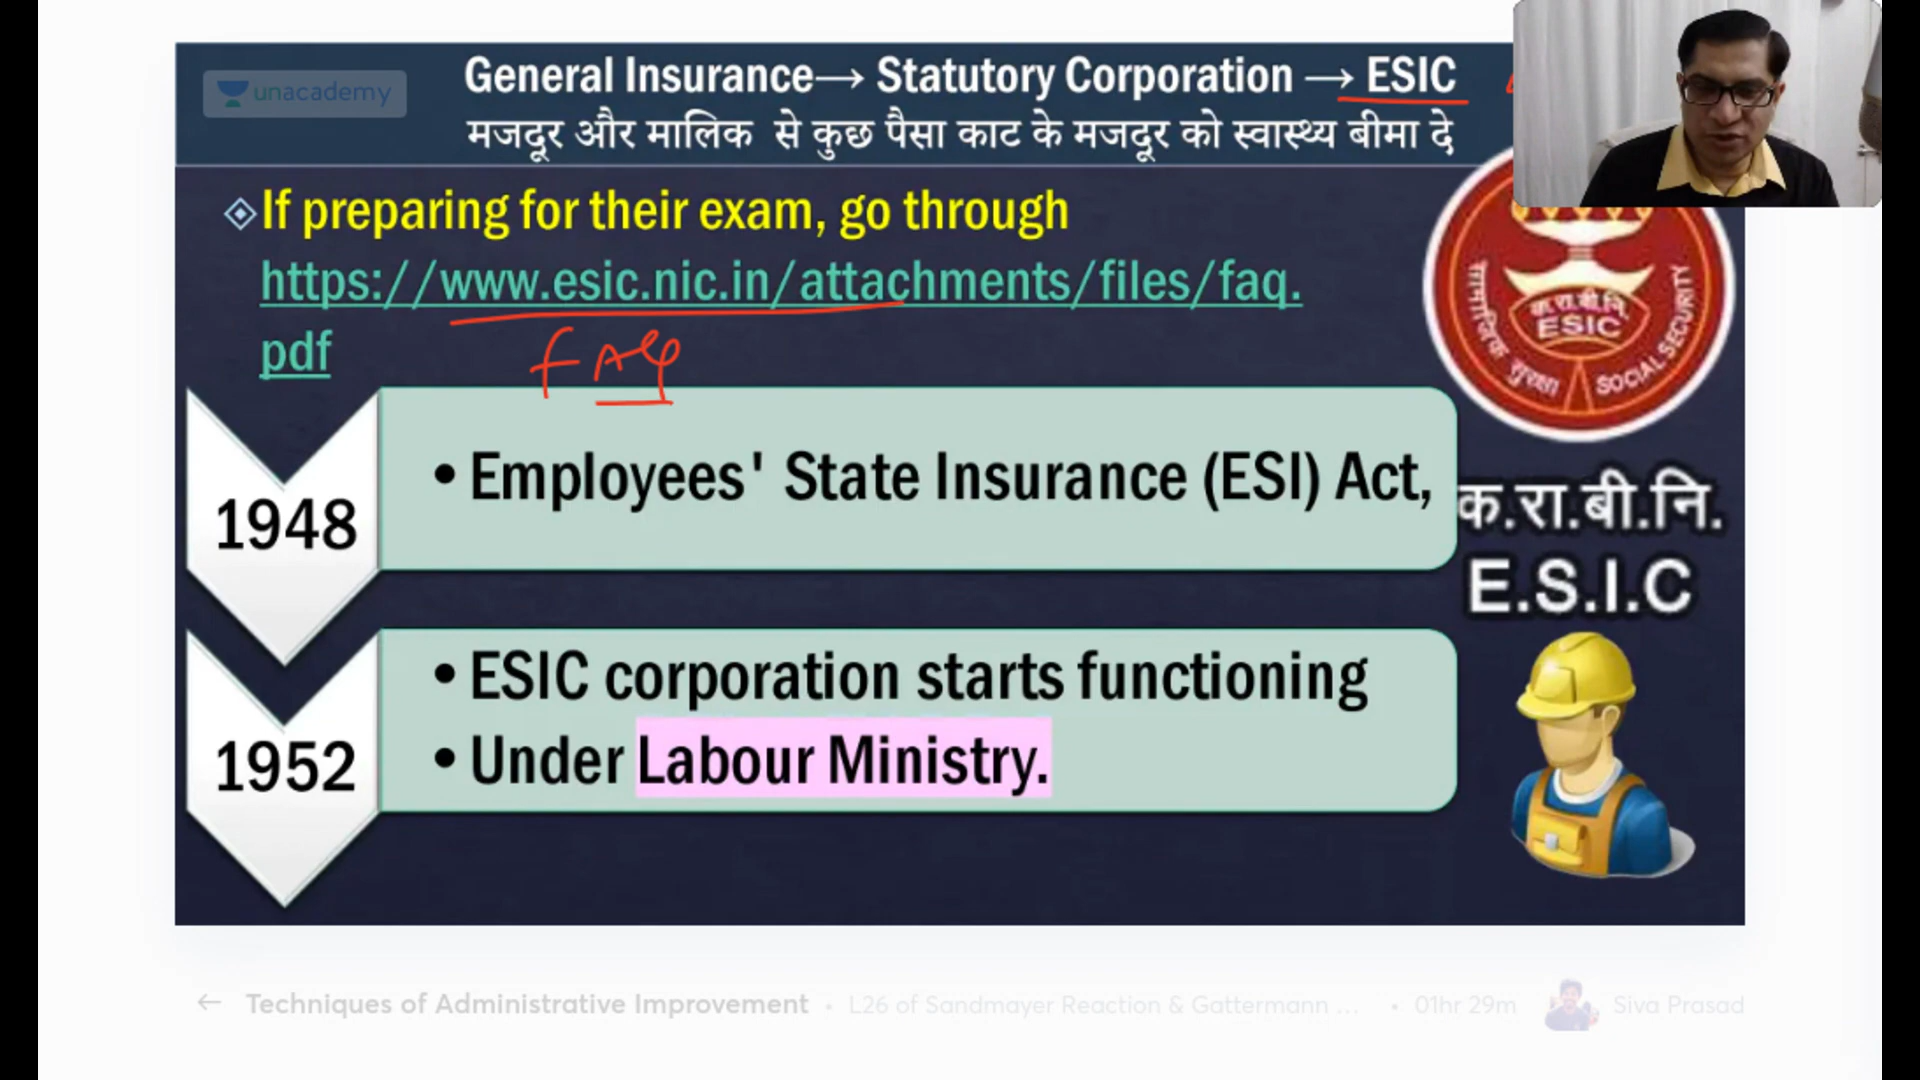 unacademy
General Insurance→ Statutory Corporation → ESIC
मजदूर और मालिक से कुछ पैसा काट के मजदूर को स्वास्थ्य बीमा दे
If preparing for their exam, go through
https://www.esic.nic.in/attachments/files/faq.
pdf
FAQ
1948
• Employees' State Insurance (ESI) Act,
1952
• ESIC corporation starts functioning
• Under Labour Ministry.
क.रा.बी.नि.
ESIC
सामाजिक सुरक्षा
SOCIAL SECURITY
क.रा.बी.नि.
E.S.I.C
← Techniques of Administrative Improvement • L26 of Sandmayer Reaction & Gattermann ... • 01hr 29m Siva Prasad